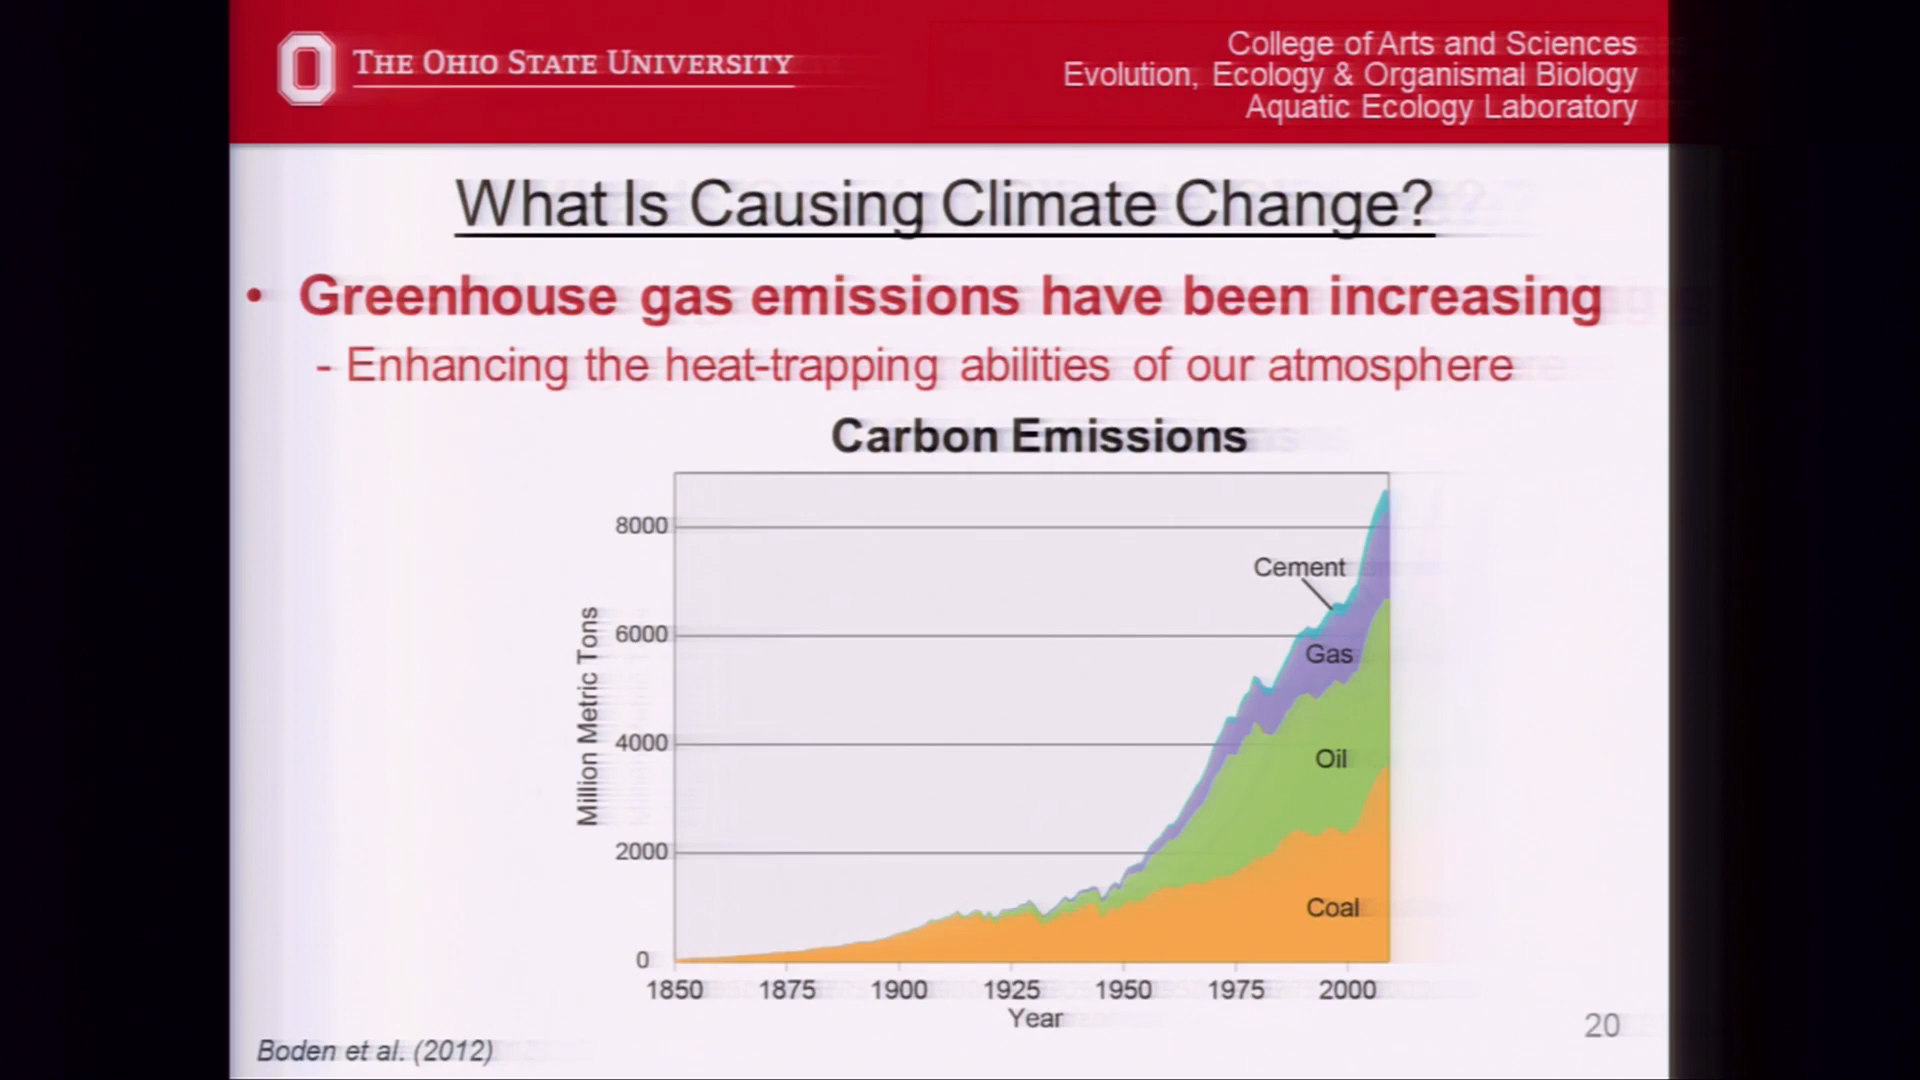 THE OHIO STATE UNIVERSITY
College of Arts and Sciences
Evolution, Ecology & Organismal Biology
Aquatic Ecology Laboratory
What Is Causing Climate Change?
• Greenhouse gas emissions have been increasing
- Enhancing the heat-trapping abilities of our atmosphere
Carbon Emissions
8000
6000
4000
2000
0
Million Metric Tons
Cement
Gas
Oil
Coal
1850 1875 1900 1925 1950 1975 2000
Year
Boden et al. (2012)
20